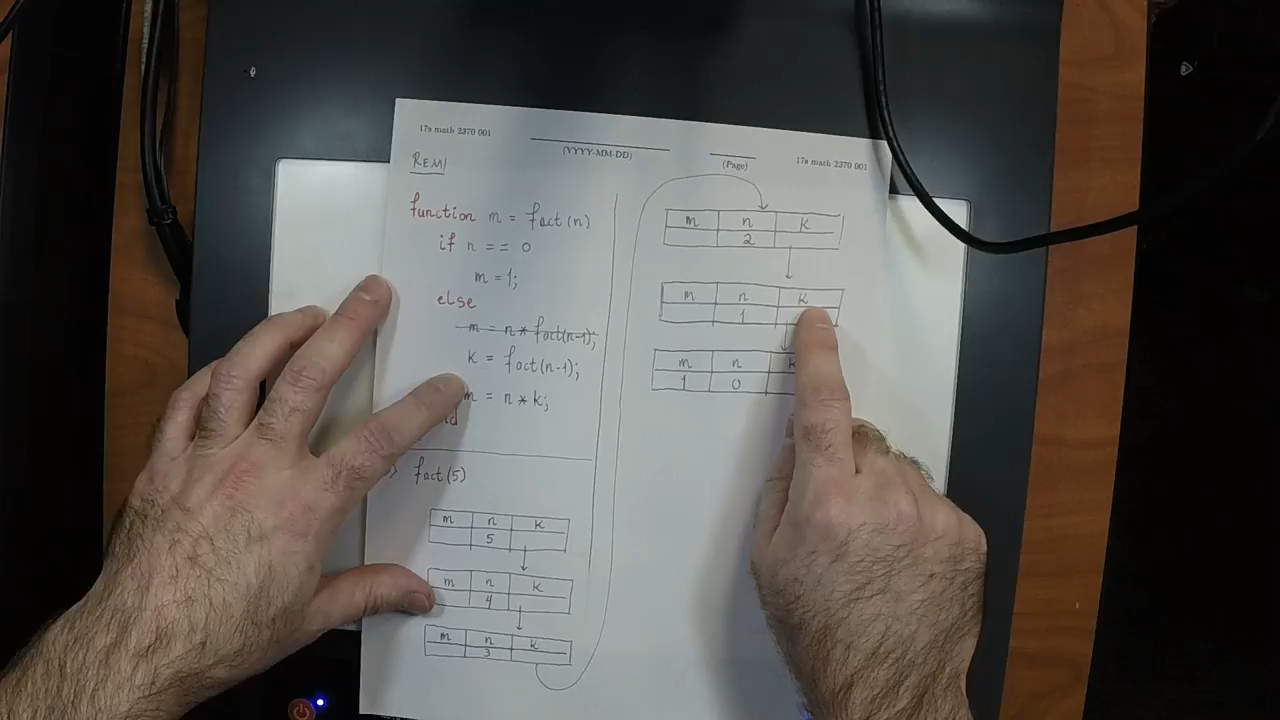 17s math 2370 001
(YYYY-MM-DD)
(Page)
17s math 2370 001
REM/
function m = fact(n)
if n == 0
m = 1;
else
m = n * fact(n-1);
k = fact(n-1);
m = n * k;
fact(5)
m n k
5
m n k
4
m n k
3
m n k
2
m n k
1
m n k
1 0